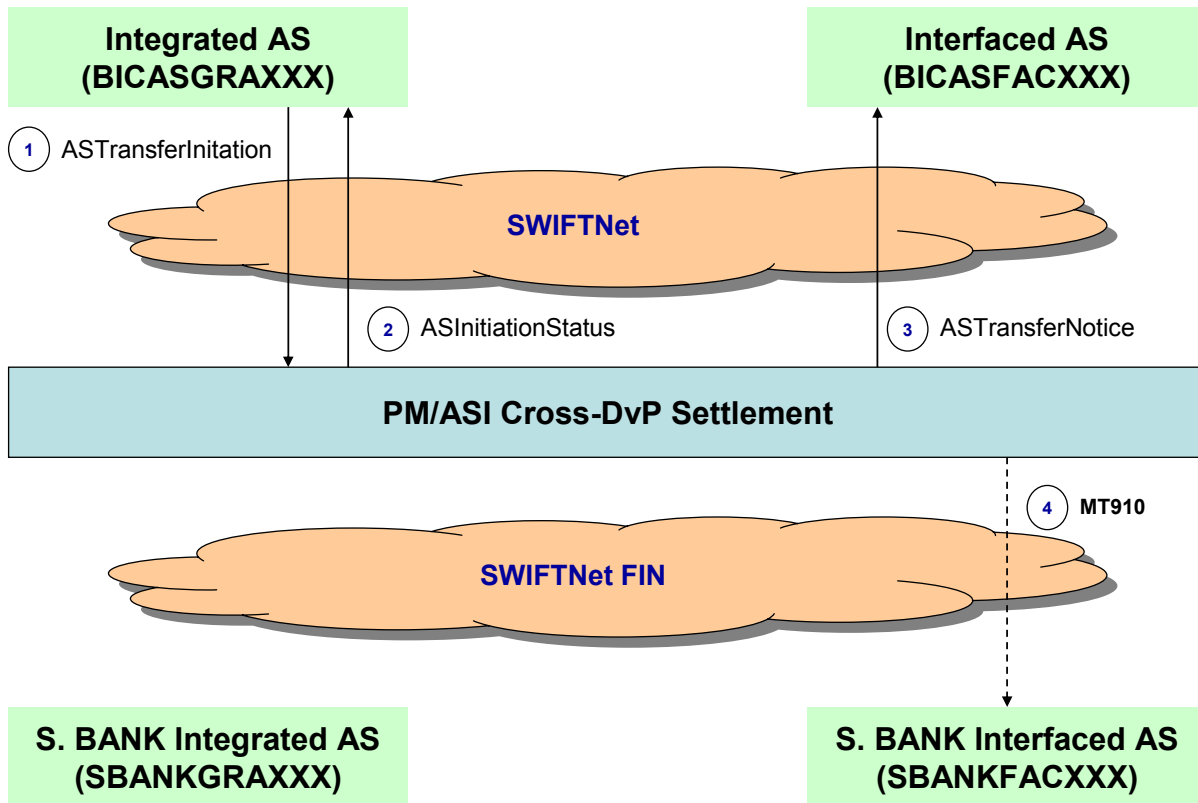 Integrated AS
(BICASGRAXXX)
Interfaced AS
(BICASFACXXX)
1 ASTransferInitation
SWIFTNet
2 ASInitiationStatus
3 ASTransferNotice
PM/ASI Cross-DvP Settlement
4 MT910
SWIFTNet FIN
S. BANK Integrated AS
(SBANKGRAXXX)
S. BANK Interfaced AS
(SBANKFACXXX)